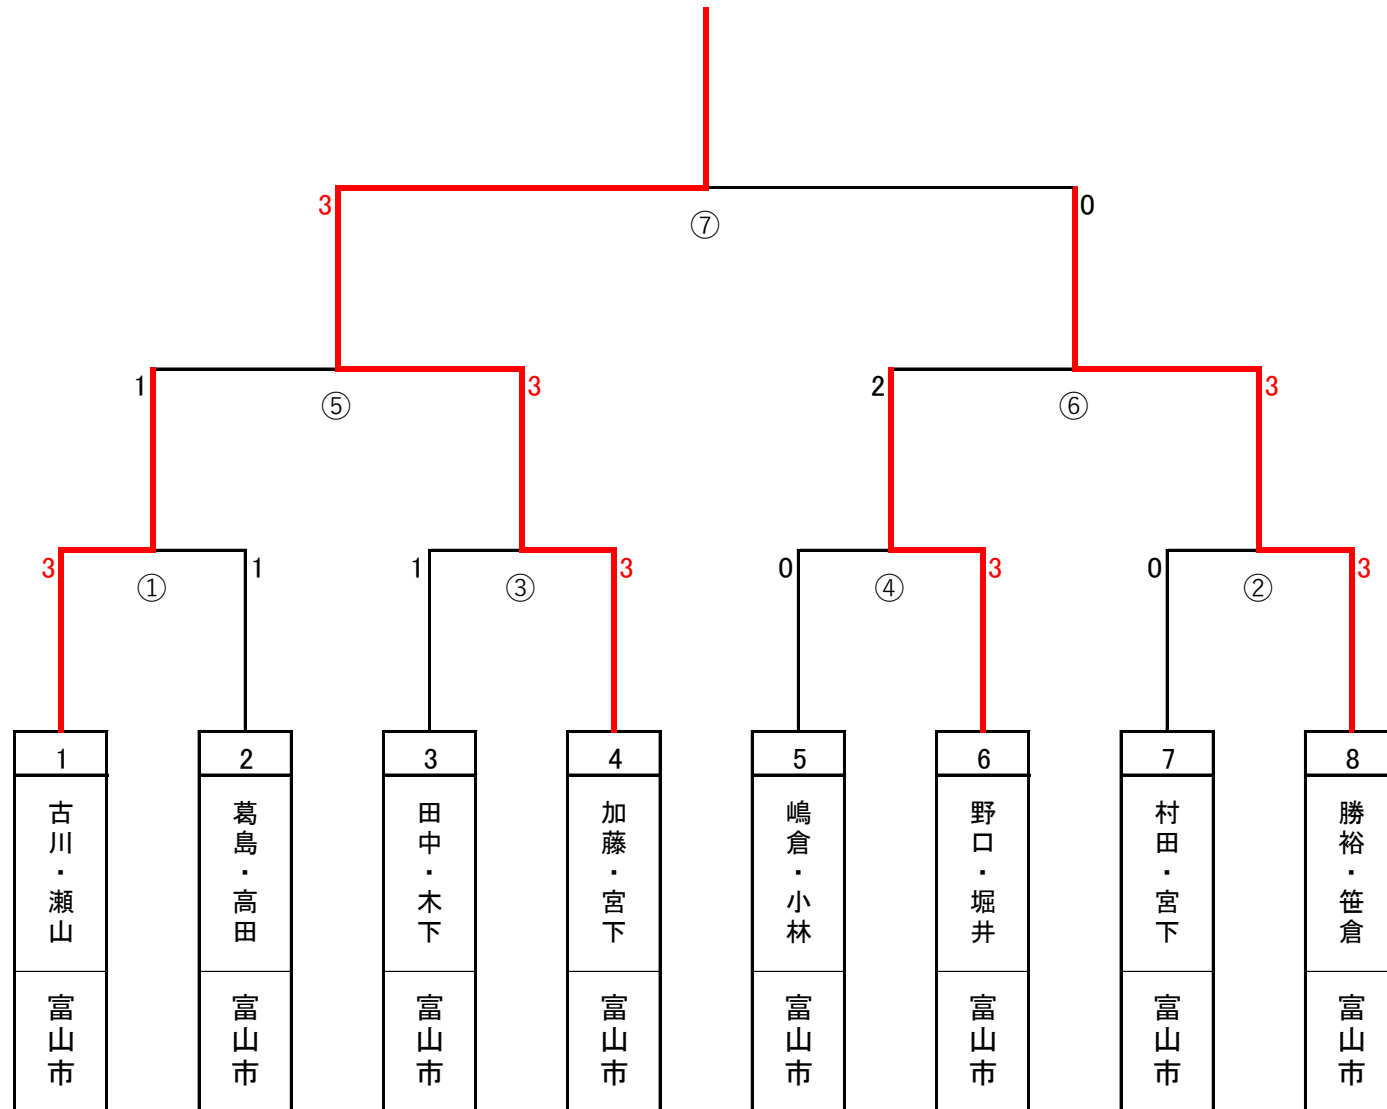 3 0
⑦
1 3 2 3
⑤ ⑥
3 1 1 3 0 3 0 3
① ③ ④ ②
1 2 3 4 5 6 7 8
古川・瀬山
葛島・高田
田中・木下
加藤・宮下
嶋倉・小林
野口・堀井
村田・宮下
勝裕・笹倉
富山市
富山市
富山市
富山市
富山市
富山市
富山市
富山市